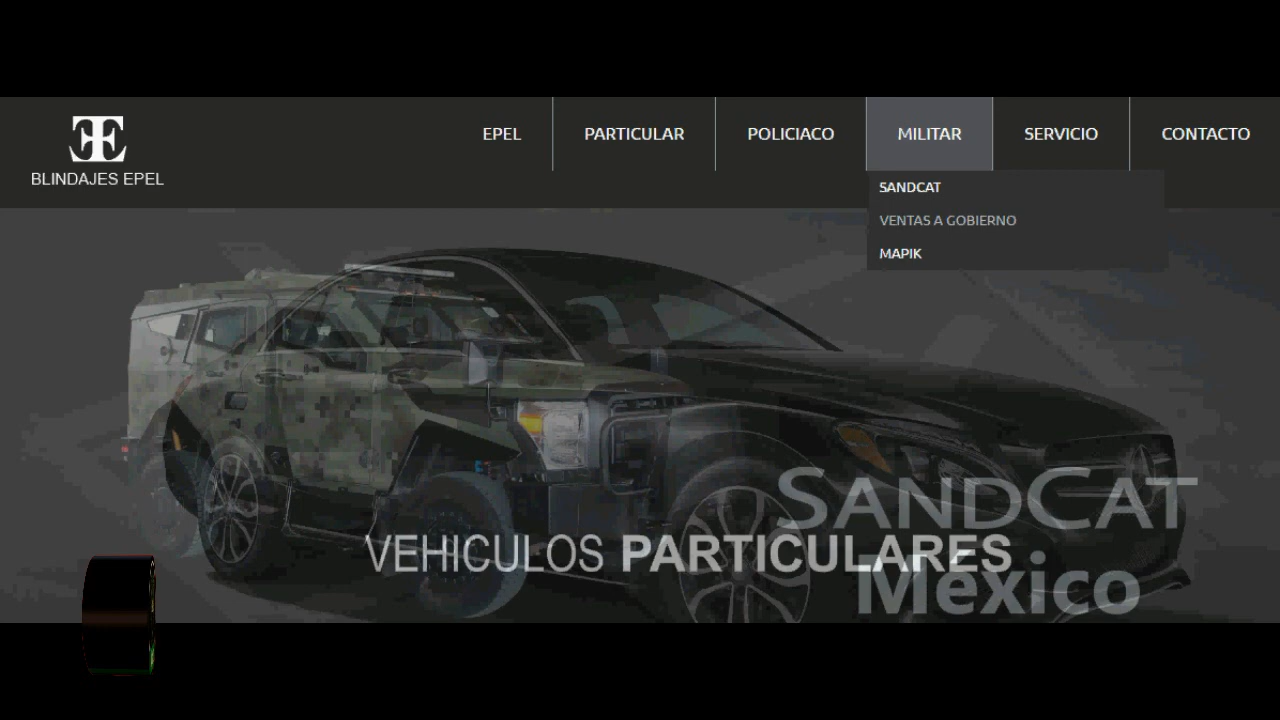 BLINDAJES EPEL
EPEL
PARTICULAR
POLICIACO
MILITAR
SERVICIO
CONTACTO
SANDCAT
VENTAS A GOBIERNO
MAPIK
SANDCAT
VEHICULOS PARTICULARES
México